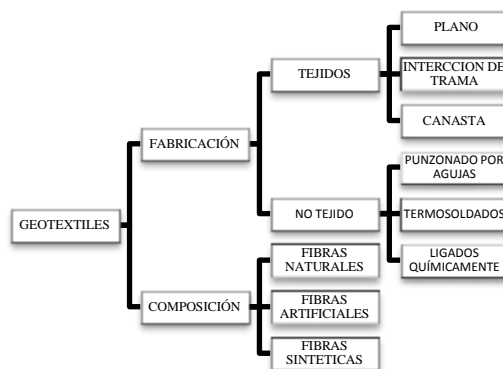 GEOTEXTILES
FABRICACIÓN
TEJIDOS
PLANO
INTERCCION DE
TRAMA
CANASTA
NO TEJIDO
PUNZONADO POR
AGUJAS
TERMOSOLDADOS
LIGADOS
QUÍMICAMENTE
COMPOSICIÓN
FIBRAS
NATURALES
FIBRAS
ARTIFICIALES
FIBRAS
SINTETICAS